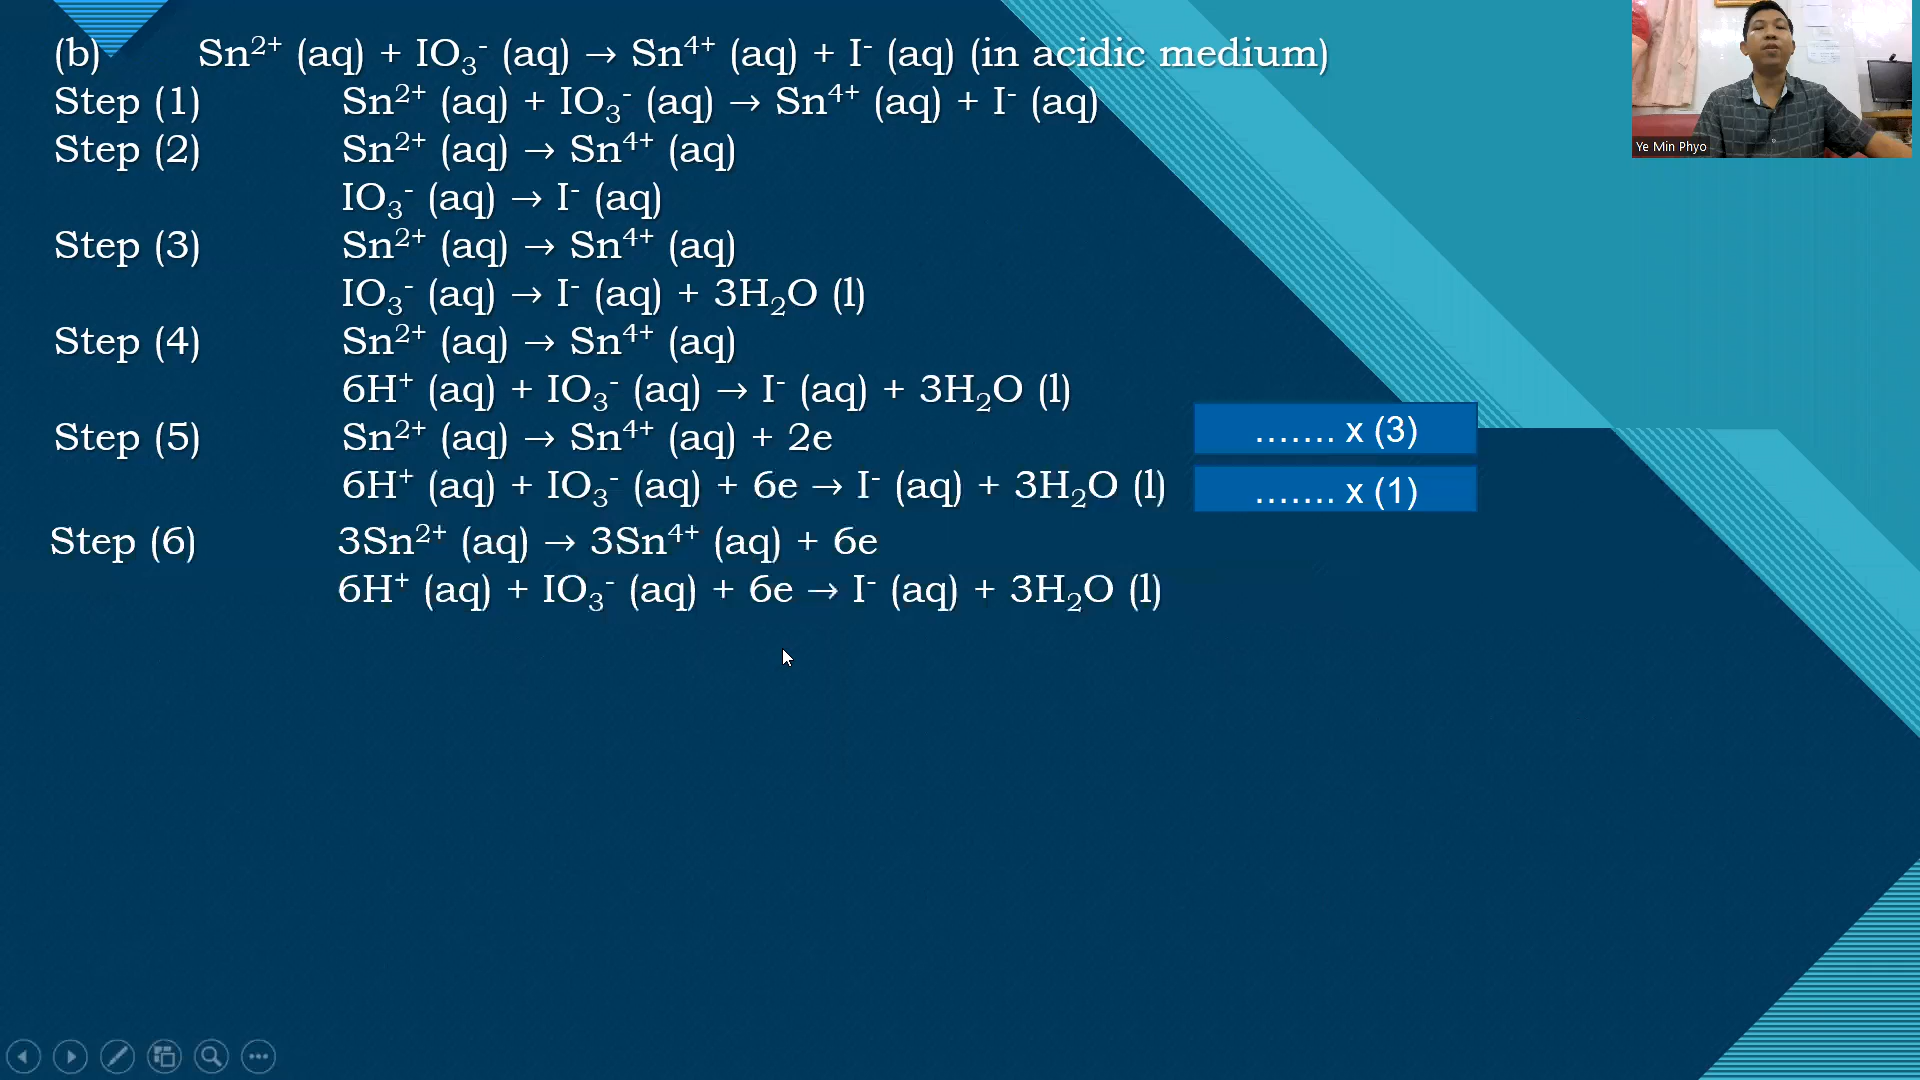 (b) Sn²⁺ (aq) + IO₃⁻ (aq) → Sn⁴⁺ (aq) + I⁻ (aq) (in acidic medium)
Step (1) Sn²⁺ (aq) + IO₃⁻ (aq) → Sn⁴⁺ (aq) + I⁻ (aq)
Step (2) Sn²⁺ (aq) → Sn⁴⁺ (aq)
IO₃⁻ (aq) → I⁻ (aq)
Step (3) Sn²⁺ (aq) → Sn⁴⁺ (aq)
IO₃⁻ (aq) → I⁻ (aq) + 3H₂O (l)
Step (4) Sn²⁺ (aq) → Sn⁴⁺ (aq)
6H⁺ (aq) + IO₃⁻ (aq) → I⁻ (aq) + 3H₂O (l)
Step (5) Sn²⁺ (aq) → Sn⁴⁺ (aq) + 2e ....... x (3)
6H⁺ (aq) + IO₃⁻ (aq) + 6e → I⁻ (aq) + 3H₂O (l) ....... x (1)
Step (6) 3Sn²⁺ (aq) → 3Sn⁴⁺ (aq) + 6e
6H⁺ (aq) + IO₃⁻ (aq) + 6e → I⁻ (aq) + 3H₂O (l)
Ye Min Phyo